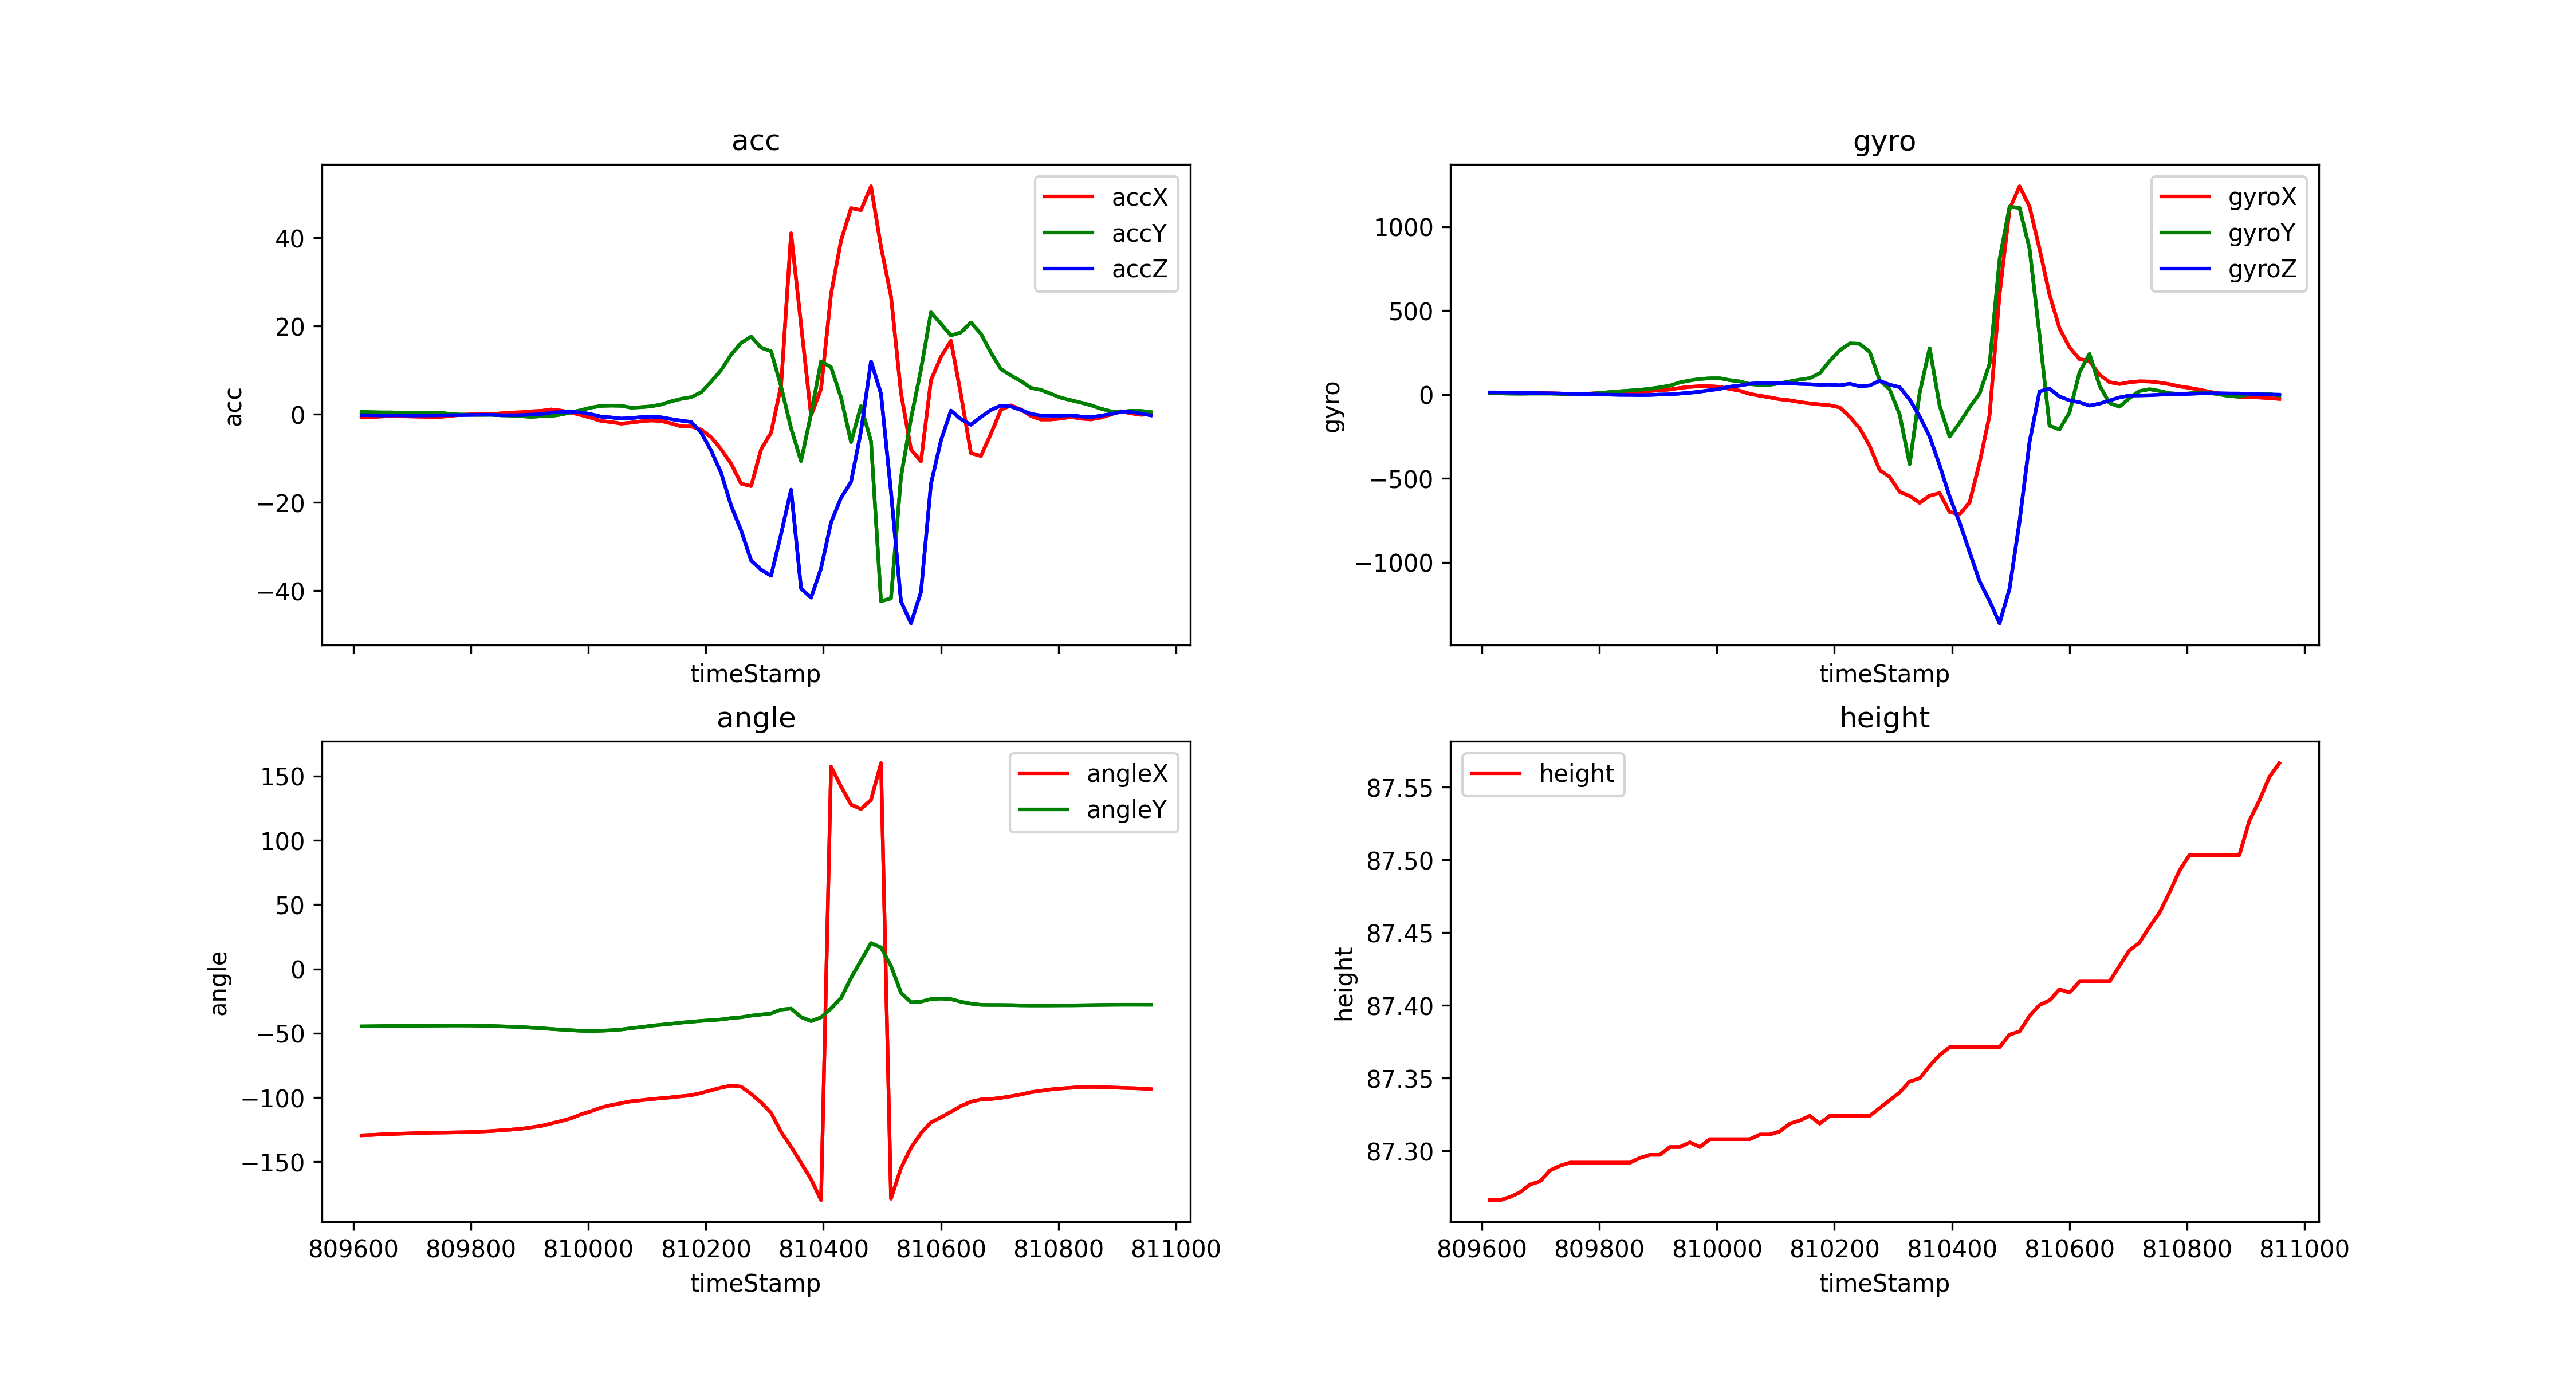 acc
accX
accY
accZ
40
20
0
−20
−40
acc
timeStamp
gyro
gyroX
gyroY
gyroZ
1000
500
0
−500
−1000
gyro
timeStamp
angle
angleX
angleY
150
100
50
0
−50
−100
−150
angle
809600 809800 810000 810200 810400 810600 810800 811000
timeStamp
height
height
87.55
87.50
87.45
87.40
87.35
87.30
height
809600 809800 810000 810200 810400 810600 810800 811000
timeStamp